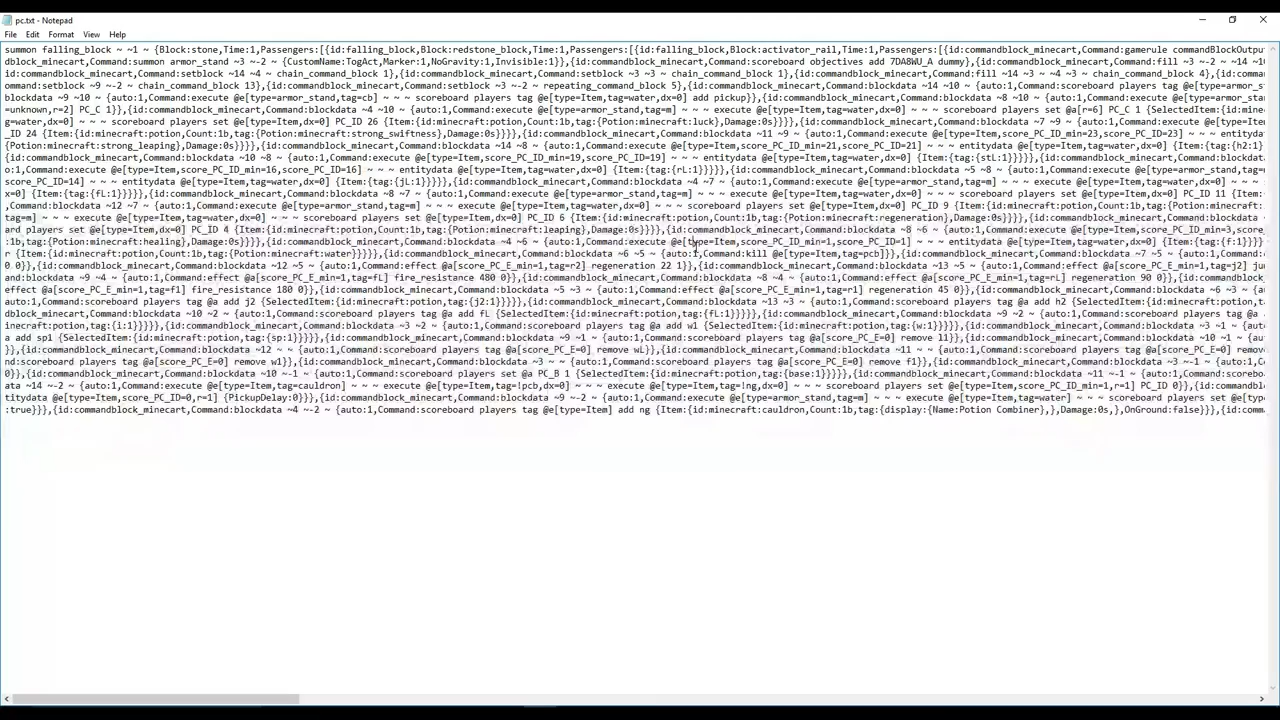 pc.txt - Notepad
File Edit Format View Help
summon falling_block ~ ~1 ~ {Block:stone,Time:1,Passengers:[{id:falling_block,Block:redstone_block,Time:1,Passengers:[{id:falling_block,Block:activator_rail,Time:1,Passengers:[{id:commandblock_minecart,Command:gamerule commandBlockOutpu
dblock_minecart,Command:summon armor_stand ~3 ~-2 ~ {CustomName:TogAct,Marker:1,NoGravity:1,Invisible:1}},{id:commandblock_minecart,Command:scoreboard objectives add 7DA8WU_A dummy},{id:commandblock_minecart,Command:fill ~3 ~-2 ~ ~14 ~1
id:commandblock_minecart,Command:setblock ~14 ~4 ~ chain_command_block 1},{id:commandblock_minecart,Command:setblock ~3 ~3 ~ chain_command_block 1},{id:commandblock_minecart,Command:fill ~14 ~3 ~ ~4 ~3 ~ chain_command_block 4},{id:comma
d:commandblock_minecart,Command:setblock ~9 ~-2 ~ chain_command_block 13},{id:commandblock_minecart,Command:setblock ~3 ~-2 ~ repeating_command_block 5},{id:commandblock_minecart,Command:blockdata ~14 ~10 ~ {auto:1,Command:execute @e[type=armor_s
blockdata ~9 ~10 ~ {auto:1,Command:execute @e[type=armor_stand,tag=cb] ~ ~ ~ scoreboard players tag @e[type=Item,tag=water,dx=0] add pickup}},{id:commandblock_minecart,Command:blockdata ~8 ~10 ~ {auto:1,Command:execute @e[type=armor_stan
=unknown,r=2] PC_C 1}},{id:commandblock_minecart,Command:blockdata ~4 ~10 ~ {auto:1,Command:execute @e[type=armor_stand,tag=m] ~ ~ ~ execute @e[type=Item,tag=water,dx=0] ~ ~ ~ scoreboard players set @a[r=6] PC_C 1 {SelectedItem:{id:mine
g=water,dx=0] ~ ~ ~ scoreboard players set @e[type=Item,tag=water,dx=0] PC_ID 26 {Item:{id:minecraft:potion,Count:1b,tag:{Potion:minecraft:luck},Damage:0s}}}},{id:commandblock_minecart,Command:blockdata ~7 ~9 ~ {auto:1,Command:execute @e
_ID 24 {Item:{id:minecraft:potion,Count:1b,tag:{Potion:minecraft:strong_swiftness},Damage:0s}}}},{id:commandblock_minecart,Command:blockdata ~11 ~9 ~ {auto:1,Command:execute @e[type=Item,score_PC_ID_min=23,score_PC_ID=23] ~ ~ ~ entitydat
{Potion:minecraft:strong_leaping},Damage:0s}}}},{id:commandblock_minecart,Command:blockdata ~14 ~8 ~ {auto:1,Command:execute @e[type=Item,score_PC_ID_min=21,score_PC_ID=21] ~ ~ ~ entitydata @e[type=Item,tag=water,dx=0] {Item:{tag:{h2:1}
{id:commandblock_minecart,Command:blockdata ~10 ~8 ~ {auto:1,Command:execute @e[type=Item,score_PC_ID_min=19,score_PC_ID=19] ~ ~ ~ entitydata @e[type=Item,tag=water,dx=0] {Item:{tag:{stL:1}}}}},{id:commandblock_minecart,Command:blockdata
o:1,Command:execute @e[type=Item,score_PC_ID_min=16,score_PC_ID=16] ~ ~ ~ entitydata @e[type=Item,tag=water,dx=0] {Item:{tag:{rL:1}}}}},{id:commandblock_minecart,Command:blockdata ~5 ~8 ~ {auto:1,Command:execute @e[type=armor_stand,tag=m
score_PC_ID=14] ~ ~ ~ entitydata @e[type=Item,tag=water,dx=0] {Item:{tag:{jL:1}}}}},{id:commandblock_minecart,Command:blockdata ~4 ~7 ~ {auto:1,Command:execute @e[type=armor_stand,tag=m] ~ ~ ~ execute @e[type=Item,tag=water,dx=0] ~ ~ ~
x=0] {Item:{tag:{fL:1}}}}},{id:commandblock_minecart,Command:blockdata ~8 ~7 ~ {auto:1,Command:execute @e[type=armor_stand,tag=m] ~ ~ ~ execute @e[type=Item,tag=water,dx=0] ~ ~ ~ scoreboard players set @e[type=Item,tag=water,dx=0] PC_ID 11 {Item:
,Command:blockdata ~12 ~7 ~ {auto:1,Command:execute @e[type=armor_stand,tag=m] ~ ~ ~ execute @e[type=Item,tag=water,dx=0] ~ ~ ~ scoreboard players set @e[type=Item,tag=water,dx=0] PC_ID 9 {Item:{id:minecraft:potion,Count:1b,tag:{Potion:
tag=m] ~ ~ ~ execute @e[type=Item,tag=water,dx=0] ~ ~ ~ scoreboard players set @e[type=Item,tag=water,dx=0] PC_ID 6 {Item:{id:minecraft:potion,Count:1b,tag:{Potion:minecraft:regeneration},Damage:0s}}}},{id:commandblock_minecart,Command:blockdata ~
ard players set @e[type=Item,tag=water,dx=0] PC_ID 4 {Item:{id:minecraft:potion,Count:1b,tag:{Potion:minecraft:leaping},Damage:0s}}}},{id:commandblock_minecart,Command:blockdata ~8 ~6 ~ {auto:1,Command:execute @e[type=Item,score_PC_ID_min=3,score_
:1b,tag:{Potion:minecraft:healing},Damage:0s}}}},{id:commandblock_minecart,Command:blockdata ~4 ~6 ~ {auto:1,Command:execute @e[type=Item,score_PC_ID_min=1,score_PC_ID=1] ~ ~ ~ entitydata @e[type=Item,tag=water,dx=0] {Item:{tag:{f:1}}}}
r {Item:{id:minecraft:potion,Count:1b,tag:{Potion:minecraft:water}}}}},{id:commandblock_minecart,Command:blockdata ~6 ~5 ~ {auto:1,Command:kill @e[type=Item,tag=pcb]}},{id:commandblock_minecart,Command:blockdata ~7 ~5
0 0}},{id:commandblock_minecart,Command:blockdata ~12 ~5 ~ {auto:1,Command:effect @a[score_PC_E_min=1,tag=r2] regeneration 22 1}},{id:commandblock_minecart,Command:blockdata ~13 ~5 ~ {auto:1,Command:effect @a[score_PC_E_min=1,tag=j2] jum
ndblock_minecart,Command:blockdata ~9 ~4 ~ {auto:1,Command:effect @a[score_PC_E_min=1,tag=fL] fire_resistance 480 0}},{id:commandblock_minecart,Command:blockdata ~8 ~4 ~ {auto:1,Command:effect @a[score_PC_E_min=1,tag=rL] regeneration 90 0}},{id:commandbl
effect @a[score_PC_E_min=1,tag=f1] fire_resistance 180 0}},{id:commandblock_minecart,Command:blockdata ~5 ~3 ~ {auto:1,Command:effect @a[score_PC_E_min=1,tag=r1] regeneration 45 0}},{id:commandblock_minecart,Command:blockdata ~6 ~3 ~ {au
auto:1,Command:scoreboard players tag @a add j2 {SelectedItem:{id:minecraft:potion,tag:{j2:1}}}}},{id:commandblock_minecart,Command:blockdata ~13 ~3 ~ {auto:1,Command:scoreboard players tag @a add h2 {SelectedItem:{id:minecraft:potion,t
dblock_minecart,Command:blockdata ~10 ~2 ~ {auto:1,Command:scoreboard players tag @a add fL {SelectedItem:{id:minecraft:potion,tag:{fL:1}}}}},{id:commandblock_minecart,Command:blockdata ~9 ~2 ~ {auto:1,Command:scoreboard players tag @a a
inecraft:potion,tag:{i:1}}}}},{id:commandblock_minecart,Command:blockdata ~3 ~2 ~ {auto:1,Command:scoreboard players tag @a add w1 {SelectedItem:{id:minecraft:potion,tag:{w:1}}}}},{id:commandblock_minecart,Command:blockdata ~3 ~1 ~ {auto
a add sp1 {SelectedItem:{id:minecraft:potion,tag:{sp:1}}}}},{id:commandblock_minecart,Command:blockdata ~9 ~1 ~ {auto:1,Command:scoreboard players tag @a[score_PC_E=0] remove 11}},{id:commandblock_minecart,Command:blockdata ~10 ~1 ~ {aut
}},{id:commandblock_minecart,Command:blockdata ~12 ~ ~ {auto:1,Command:scoreboard players tag @a[score_PC_E=0] remove wL}},{id:commandblock_minecart,Command:blockdata ~11 ~ ~ {auto:1,Command:scoreboard players tag @a[score_PC_E=0] remov
nd:scoreboard players tag @a[score_PC_E=0] remove w1}},{id:commandblock_minecart,Command:blockdata ~3 ~-1 ~ {auto:1,Command:scoreboard players tag @a[score_PC_E=0] remove f1}},{id:commandblock_minecart,Command:blockdata
0}},{id:commandblock_minecart,Command:blockdata ~10 ~-1 ~ {auto:1,Command:scoreboard players set @a PC_B 1 {SelectedItem:{id:minecraft:potion,tag:{base:1}}}}},{id:commandblock_minecart,Command:blockdata ~11 ~-1 ~ {auto:1,Command:scoreboa
ata ~14 ~-2 ~ {auto:1,Command:execute @e[type=Item,tag=cauldron] ~ ~ ~ execute @e[type=Item,tag=!pcb,dx=0] ~ ~ ~ execute @e[type=Item,tag=!ng,dx=0] ~ ~ ~ scoreboard players set @e[type=Item,score_PC_ID_min=1,r=1] PC_ID 0}},{id:commandbl
titydata @e[type=Item,score_PC_ID=0,r=1] {PickupDelay:0}}},{id:commandblock_minecart,Command:blockdata ~9 ~-2 ~ {auto:1,Command:execute @e[type=armor_stand,tag=m] ~ ~ ~ execute @e[type=Item,tag=water] ~ ~ ~ scoreboard players set @e[type
:true}}},{id:commandblock_minecart,Command:blockdata ~4 ~-2 ~ {auto:1,Command:scoreboard players tag @e[type=Item] add ng {Item:{id:minecraft:cauldron,Count:1b,tag:{display:{Name:Potion Combiner},},Damage:0s,},OnGround:false}}},{id:comm